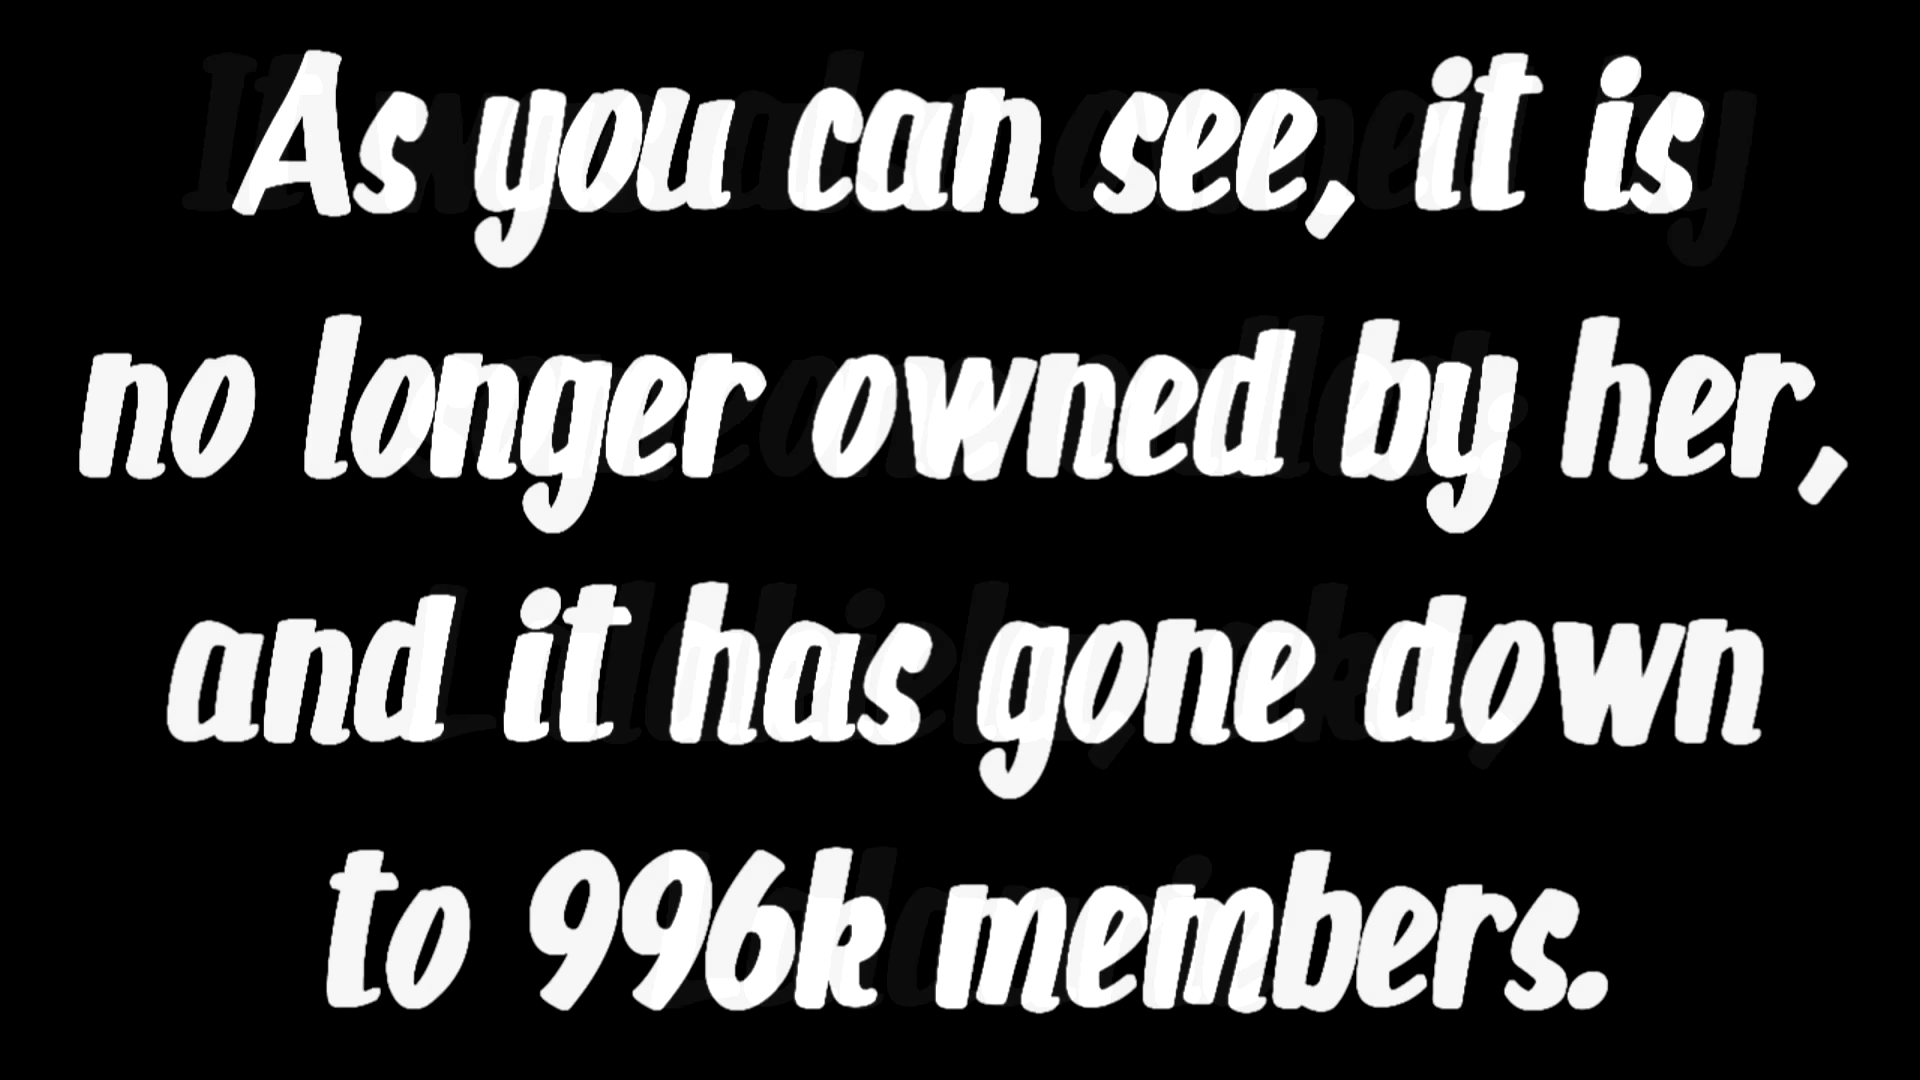 As you can see, it is
no longer owned by her,
and it has gone down
to 996k members.